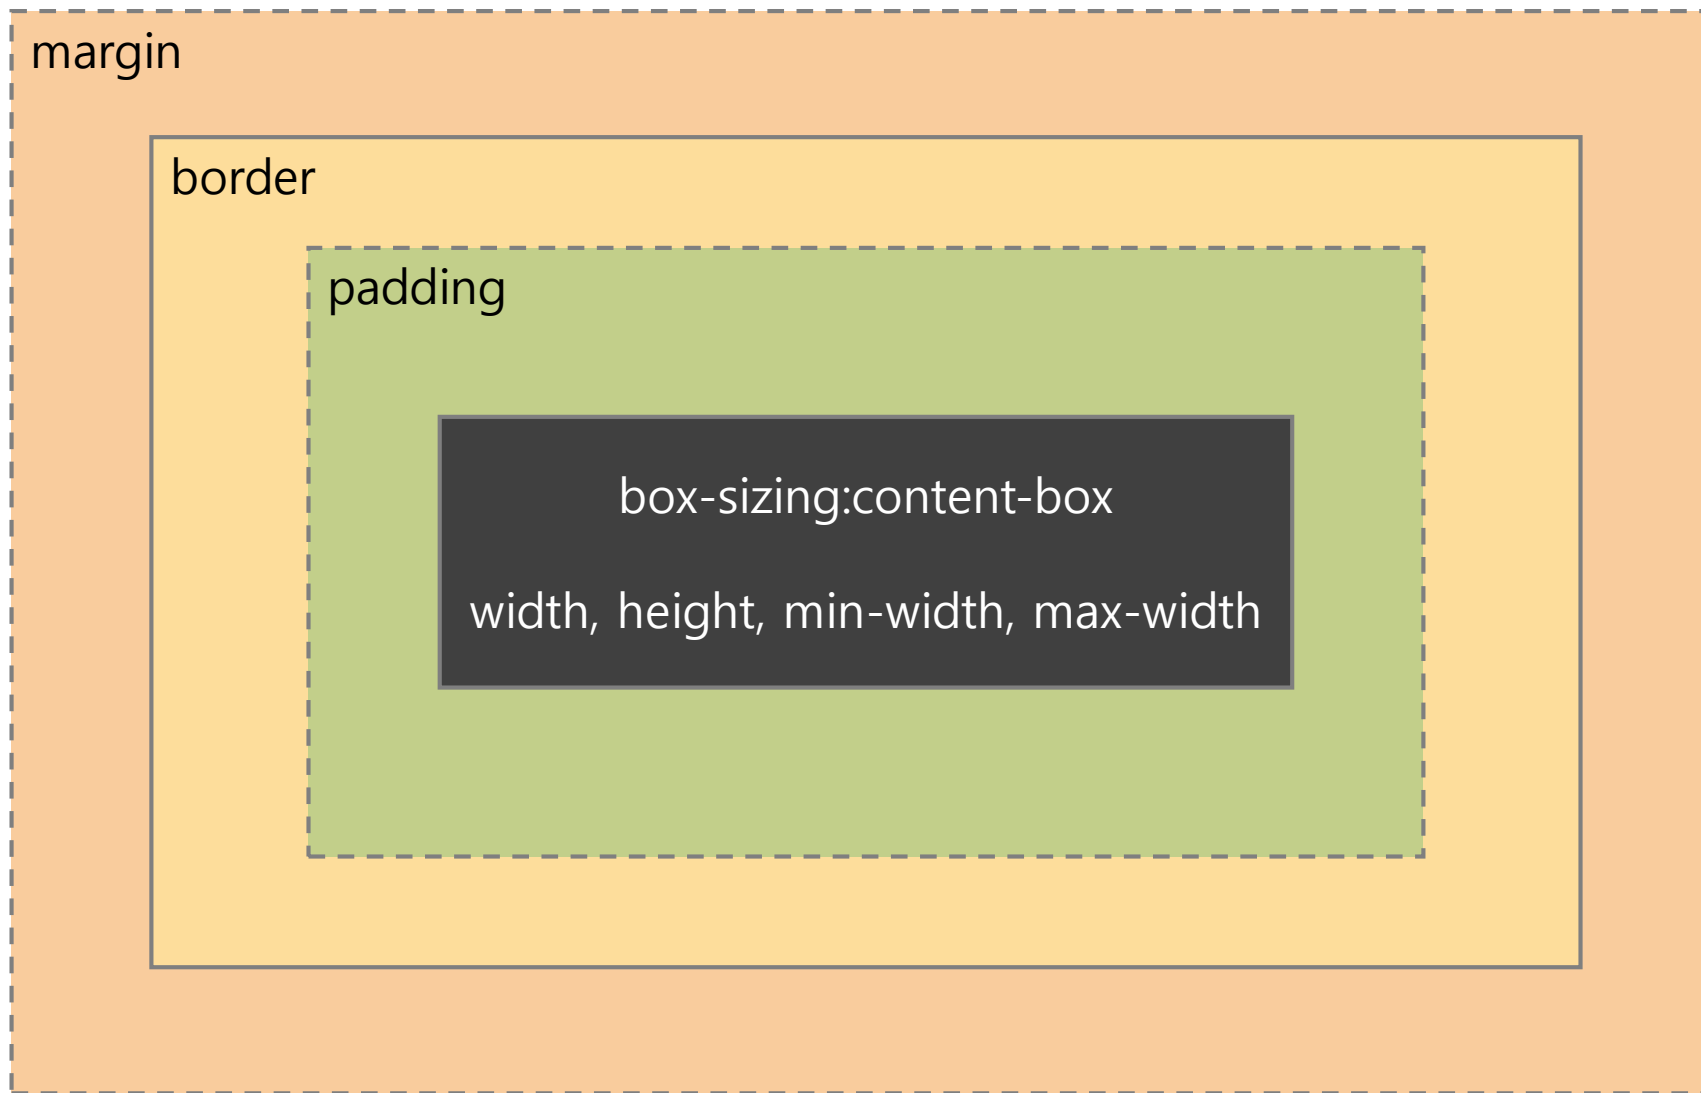 margin
border
padding
box-sizing:content-box
width, height, min-width, max-width